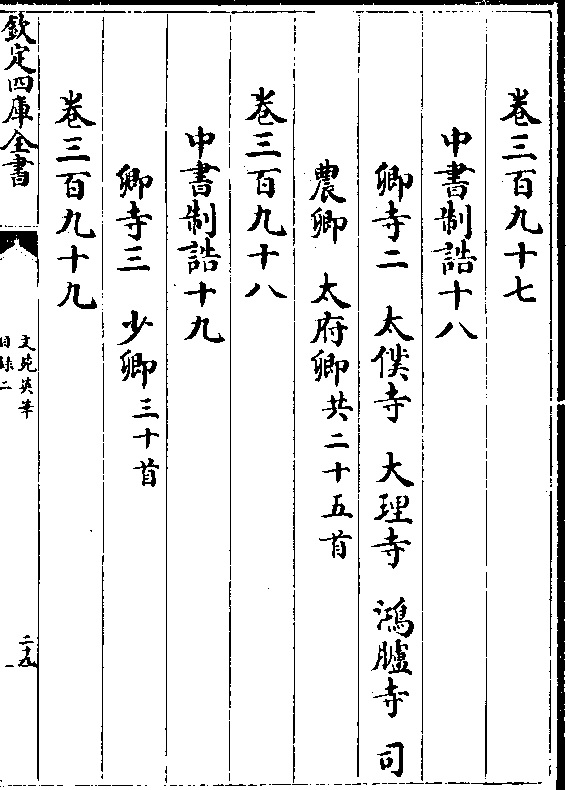 卷三百九十七
中書制誥十八
卿寺二　太僕寺　大理寺　鴻臚寺　司
農卿　太府卿共二十五首
卷三百九十八
中書制誥十九
卿寺三　少卿三十首
卷三百九十九
欽定四庫全書
文苑英華
目録二